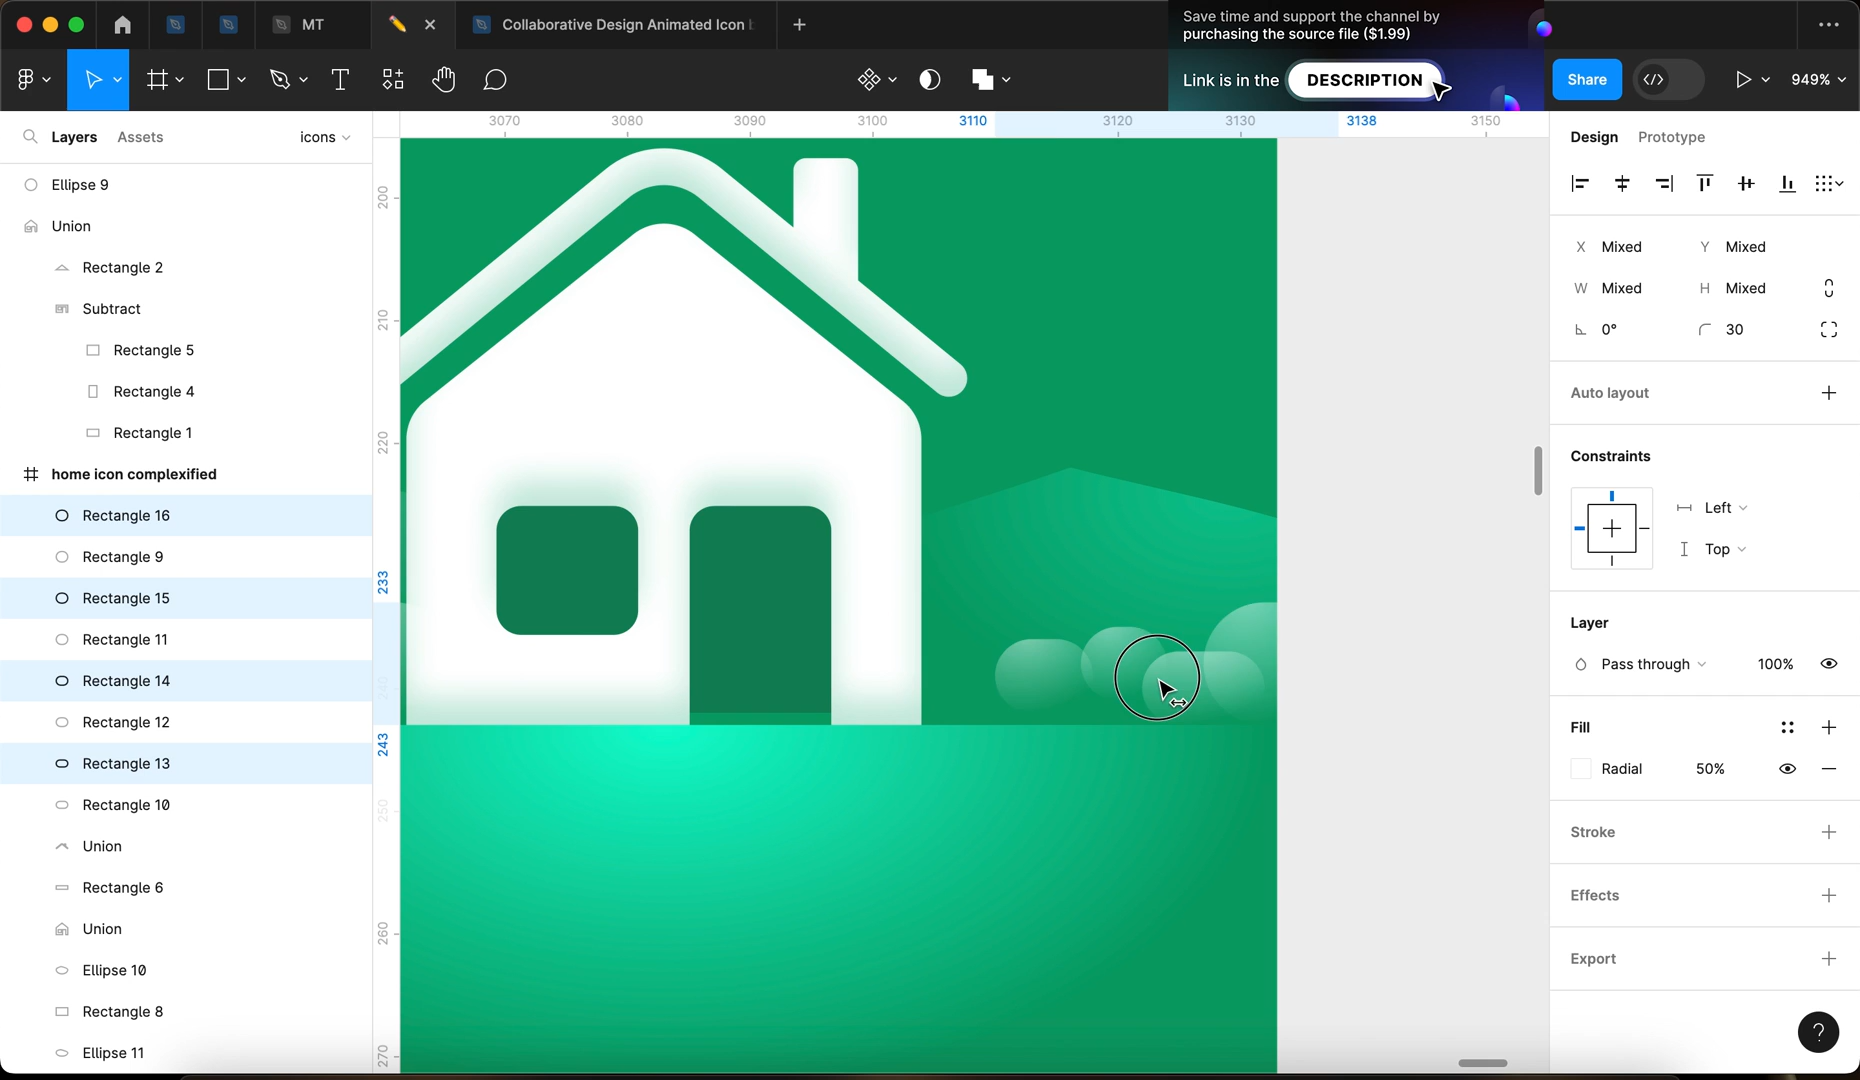 MT
✏️
Collaborative Design Animated Icon b
Save time and support the channel by
purchasing the source file ($1.99)
Link is in the DESCRIPTION
Share
949%
Layers
Assets
icons
3070
3080
3090
3100
3110
3120
3130
3138
3150
Design
Prototype
Ellipse 9
Union
Rectangle 2
Subtract
Rectangle 5
Rectangle 4
Rectangle 1
home icon complexified
Rectangle 16
Rectangle 9
Rectangle 15
Rectangle 11
Rectangle 14
Rectangle 12
Rectangle 13
Rectangle 10
Union
Rectangle 6
Union
Ellipse 10
Rectangle 8
Ellipse 11
200
210
220
233
240
243
250
260
270
X Mixed Y Mixed
W Mixed H Mixed
0° 30
Auto layout
Constraints
Left
Top
Layer
Pass through 100%
Fill
Radial 50%
Stroke
Effects
Export
?